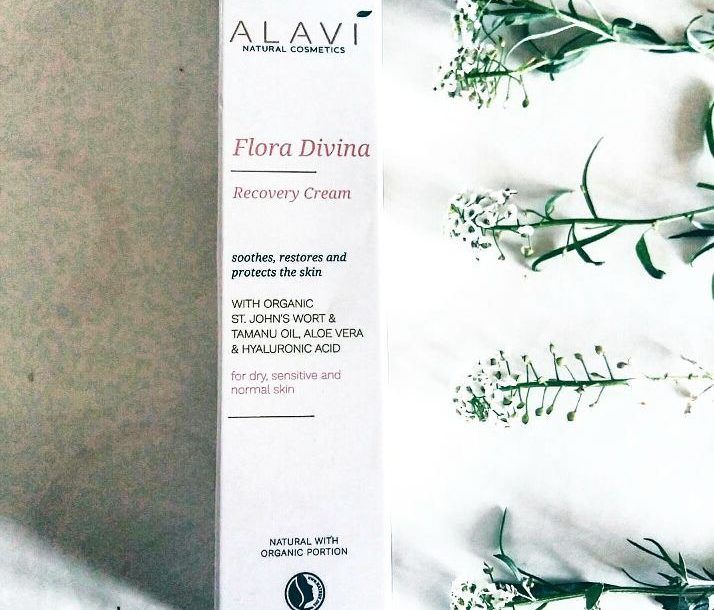 ALAVI
NATURAL COSMETICS
Flora Divina
Recovery Cream
soothes, restores and
protects the skin
WITH ORGANIC
ST. JOHN'S WORT &
TAMANU OIL, ALOE VERA
& HYALURONIC ACID
for dry, sensitive and
normal skin
NATURAL WITH
ORGANIC PORTION